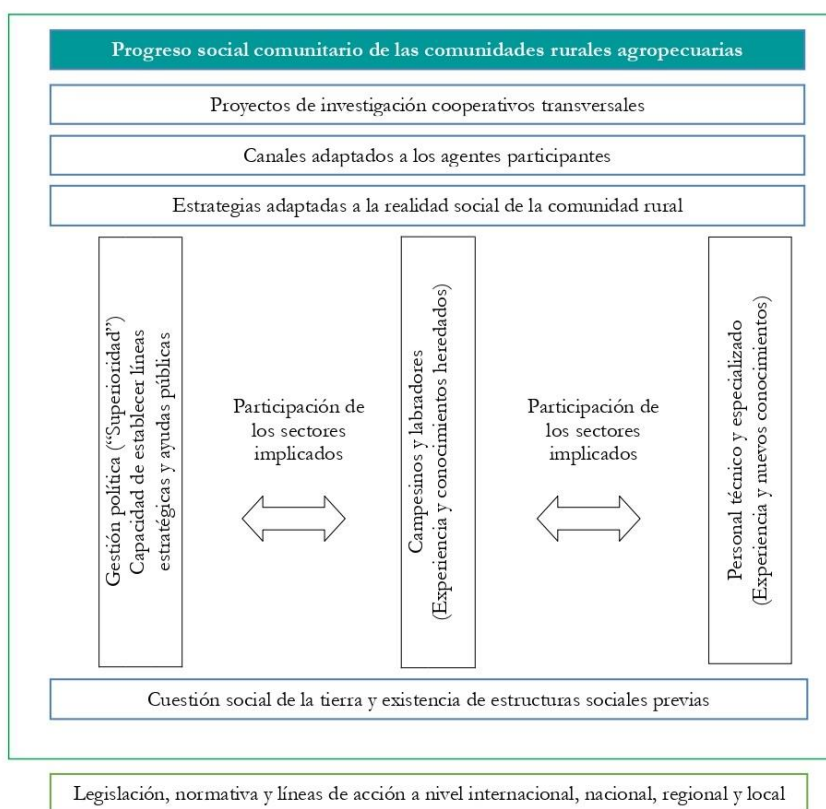 Progreso social comunitario de las comunidades rurales agropecuarias
Proyectos de investigación cooperativos transversales
Canales adaptados a los agentes participantes
Estrategias adaptadas a la realidad social de la comunidad rural
Gestión política (“Superioridad”)
Capacidad de establecer líneas
estratégicas y ayudas públicas
Participación de
los sectores
implicados
Campesinos y labradores
(Experiencia y conocimientos heredados)
Participación de
los sectores
implicados
Personal técnico y especializado
(Experiencia y nuevos conocimientos)
Cuestión social de la tierra y existencia de estructuras sociales previas
Legislación, normativa y líneas de acción a nivel internacional, nacional, regional y local